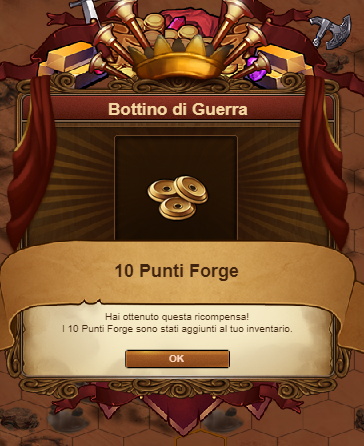 Bottino di Guerra
10 Punti Forge
Hai ottenuto questa ricompensa!
I 10 Punti Forge sono stati aggiunti al tuo inventario.
OK